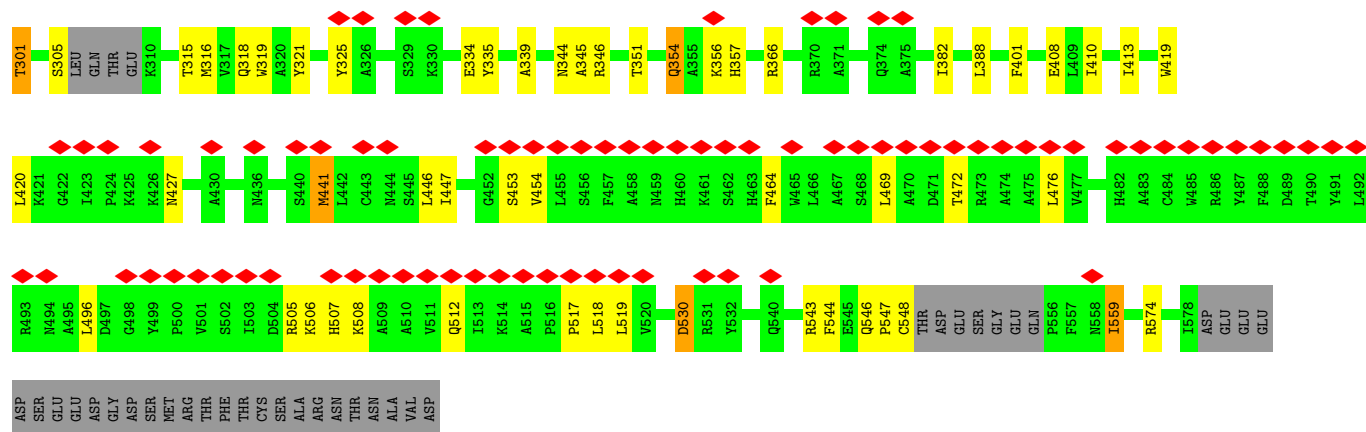 T301 S305 LEU GLN THR GLU K310 T315 M316 V317 Q318 W319 A320 Y321 Y325 A326 S329 K330 E334 Y335 A339 N344 A345 R346 T351 Q354 A355 K356 H357 R366 R370 A371 Q374 A375 I382 L388 F401 E408 L409 I410 I413 W419
L420 K421 G422 I423 P424 K425 K426 N427 A430 N436 S440 M441 L442 C443 N444 S445 L446 I447 G452 S453 V454 L455 S456 F457 A458 N459 H460 K461 S462 H463 F464 W465 L466 A467 S468 L469 A470 D471 T472 R473 A474 A475 L476 V477 H482 A483 C484 W485 R486 Y487 F488 D489 T490 Y491 L492
R493 N494 A495 L496 D497 G498 Y499 P500 V501 S502 I503 D504 R505 K506 H507 K508 A509 A510 V511 Q512 I513 K514 A515 P516 P517 L518 L519 V520 D530 R531 Y532 Q540 R543 F544 E545 Q546 P547 C548 THR ASP GLU SER GLY GLU GLN P556 F557 N558 I559 R574 I578 ASP GLU GLU GLU
ASP SER GLU GLU ASP GLY ASP SER MET ARG THR PHE THR CYS SER ALA ARG ASN THR ASN ALA VAL ASP